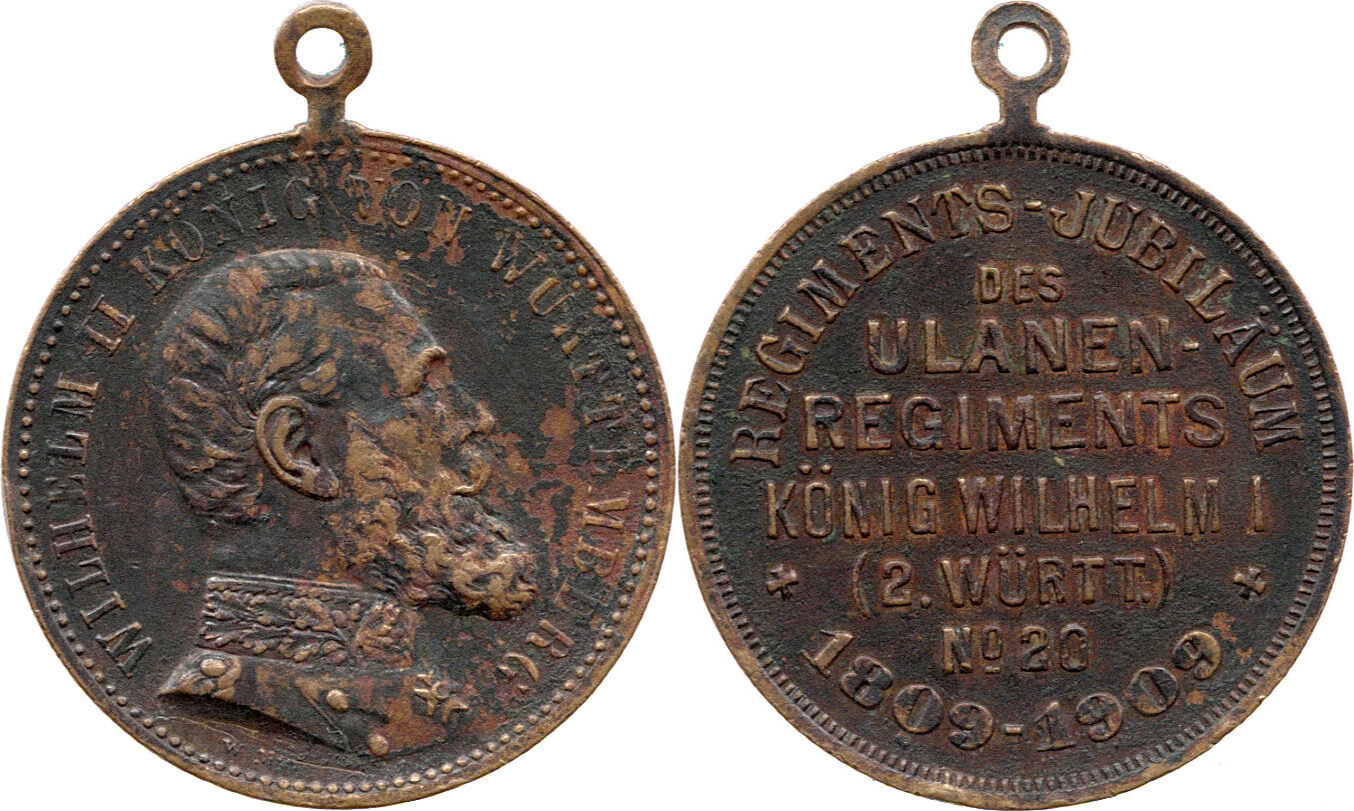 WILHELM II KÖNIG VON WÜRTTEMBERG
REGIMENTS-JUBILÄUM
DES
ULANEN-
REGIMENTS
KÖNIG WILHELM I
(2. WÜRTT.)
No 20
1809-1909